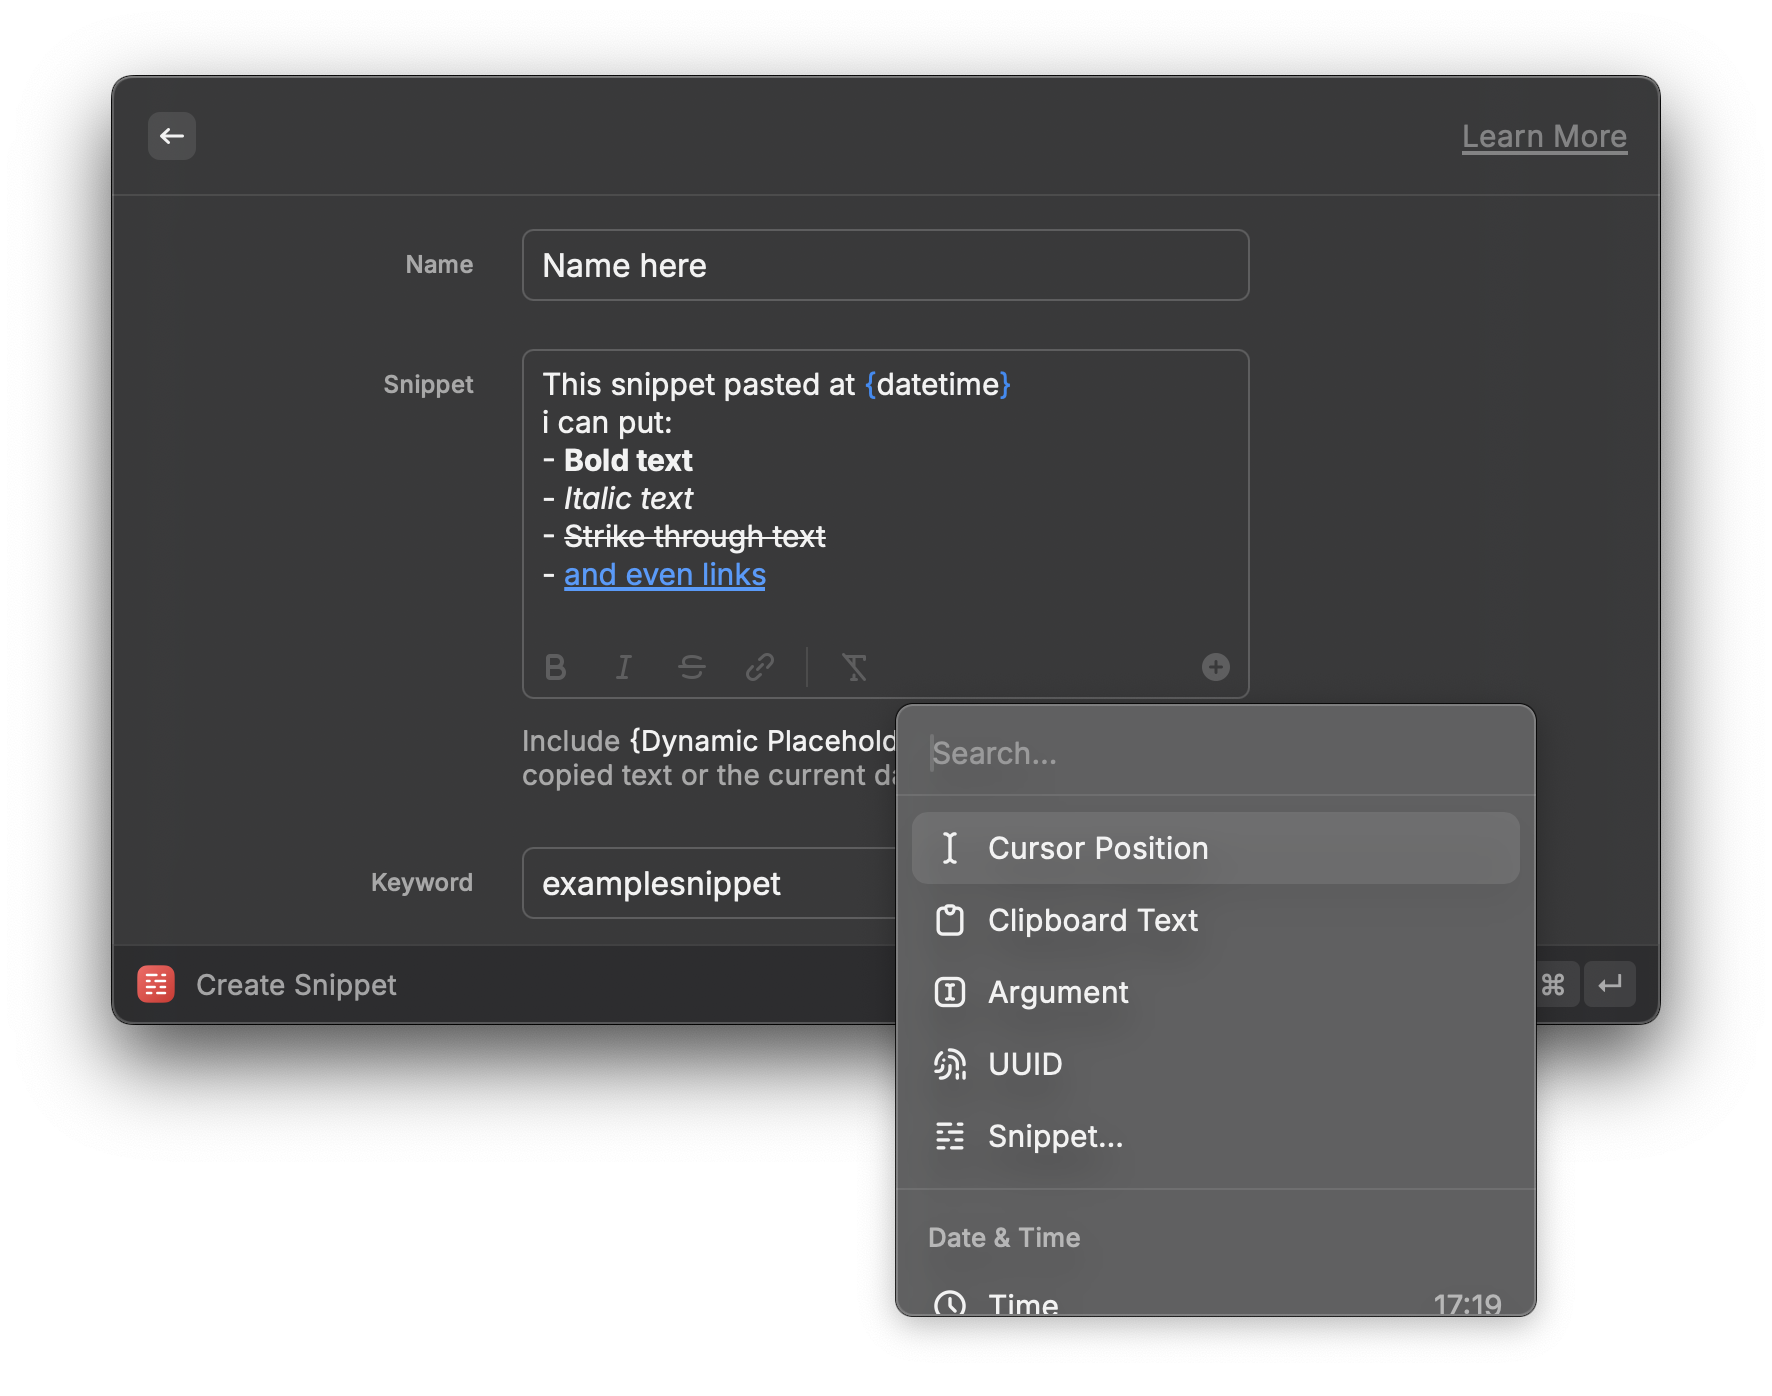 Learn More
Name
Name here
Snippet
This snippet pasted at {datetime}
i can put:
- Bold text
- Italic text
- Strike through text
- and even links
Include {Dynamic Placehold
copied text or the current da
Keyword
examplesnippet
Create Snippet
Search...
Cursor Position
Clipboard Text
Argument
UUID
Snippet...
Date & Time
Time 17:19